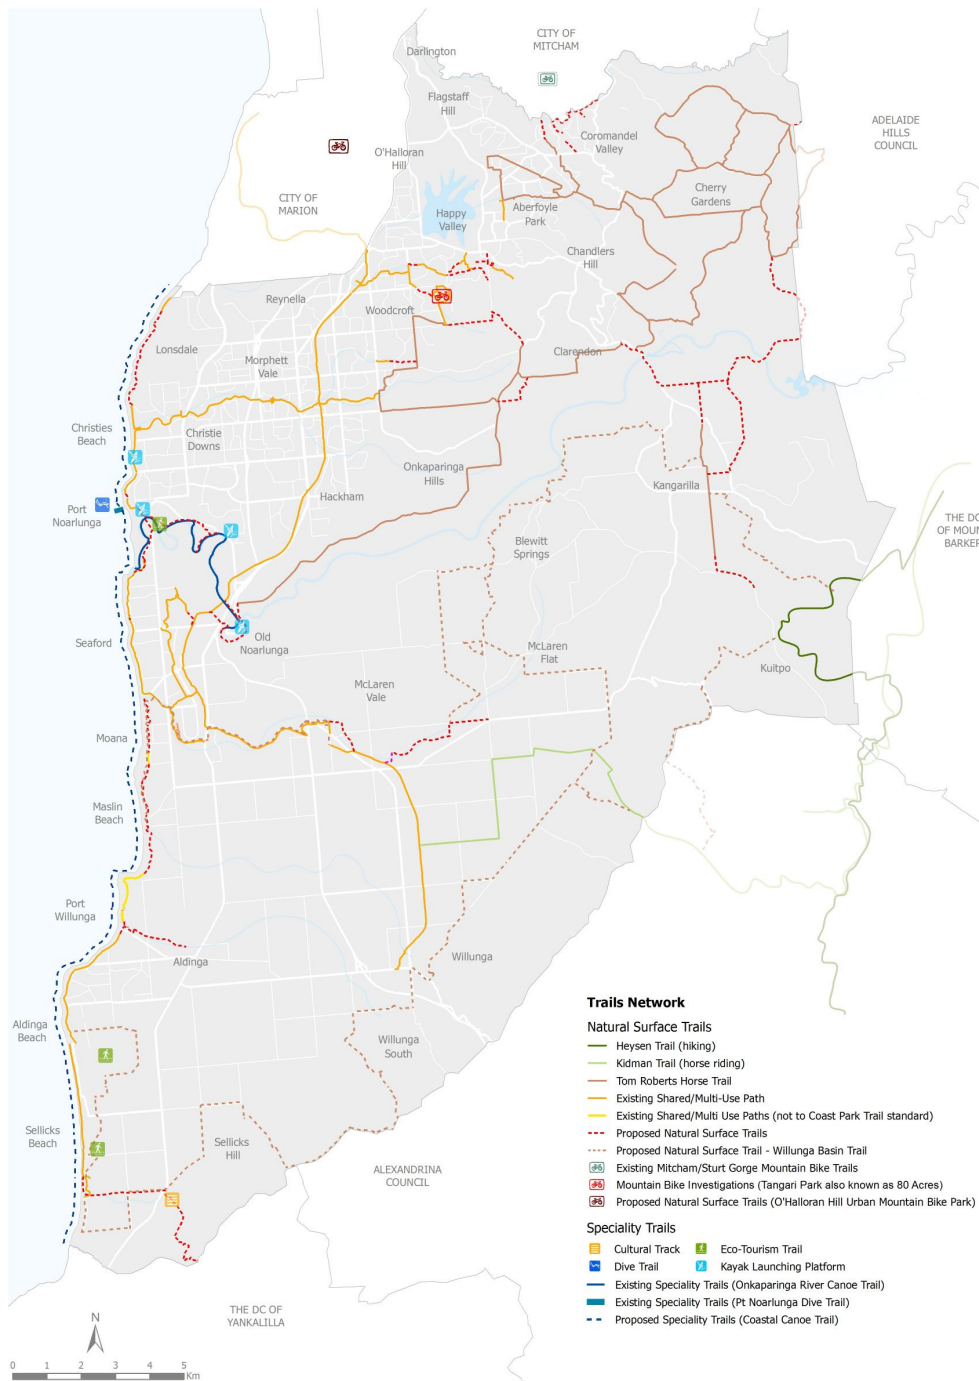 CITY OF
MITCHAM
Darlington
Flagstaff
Hill
ADELAIDE
HILLS
COUNCIL
Coromandel
Valley
O'Halloran
Hill
CITY OF
MARION
Cherry
Gardens
Happy
Valley
Aberfoyle
Park
Chandlers
Hill
Reynella
Woodcroft
Lonsdale
Morphett
Vale
Clarendon
Christies
Beach
Christie
Downs
Onkaparinga
Hills
Hackham
Kangarilla
Port
Noarlunga
THE DC
OF MOUN
BARKER
Blewitt
Springs
Seaford
Old
Noarlunga
McLaren
Flat
Kuitpo
McLaren
Vale
Moana
Maslin
Beach
Port
Willunga
Aldinga
Willunga
Aldinga
Beach
Willunga
South
Sellicks
Beach
Sellicks
Hill
ALEXANDRINA
COUNCIL
THE DC OF
YANKALILLA
N
0 1 2 3 4 5
Km
Trails Network
Natural Surface Trails
Heysen Trail (hiking)
Kidman Trail (horse riding)
Tom Roberts Horse Trail
Existing Shared/Multi-Use Path
Existing Shared/Multi Use Paths (not to Coast Park Trail standard)
Proposed Natural Surface Trails
Proposed Natural Surface Trail - Willunga Basin Trail
Existing Mitcham/Sturt Gorge Mountain Bike Trails
Mountain Bike Investigations (Tangari Park also known as 80 Acres)
Proposed Natural Surface Trails (O'Halloran Hill Urban Mountain Bike Park)
Speciality Trails
Cultural Track Eco-Tourism Trail
Dive Trail Kayak Launching Platform
Existing Speciality Trails (Onkaparinga River Canoe Trail)
Existing Speciality Trails (Pt Noarlunga Dive Trail)
Proposed Speciality Trails (Coastal Canoe Trail)